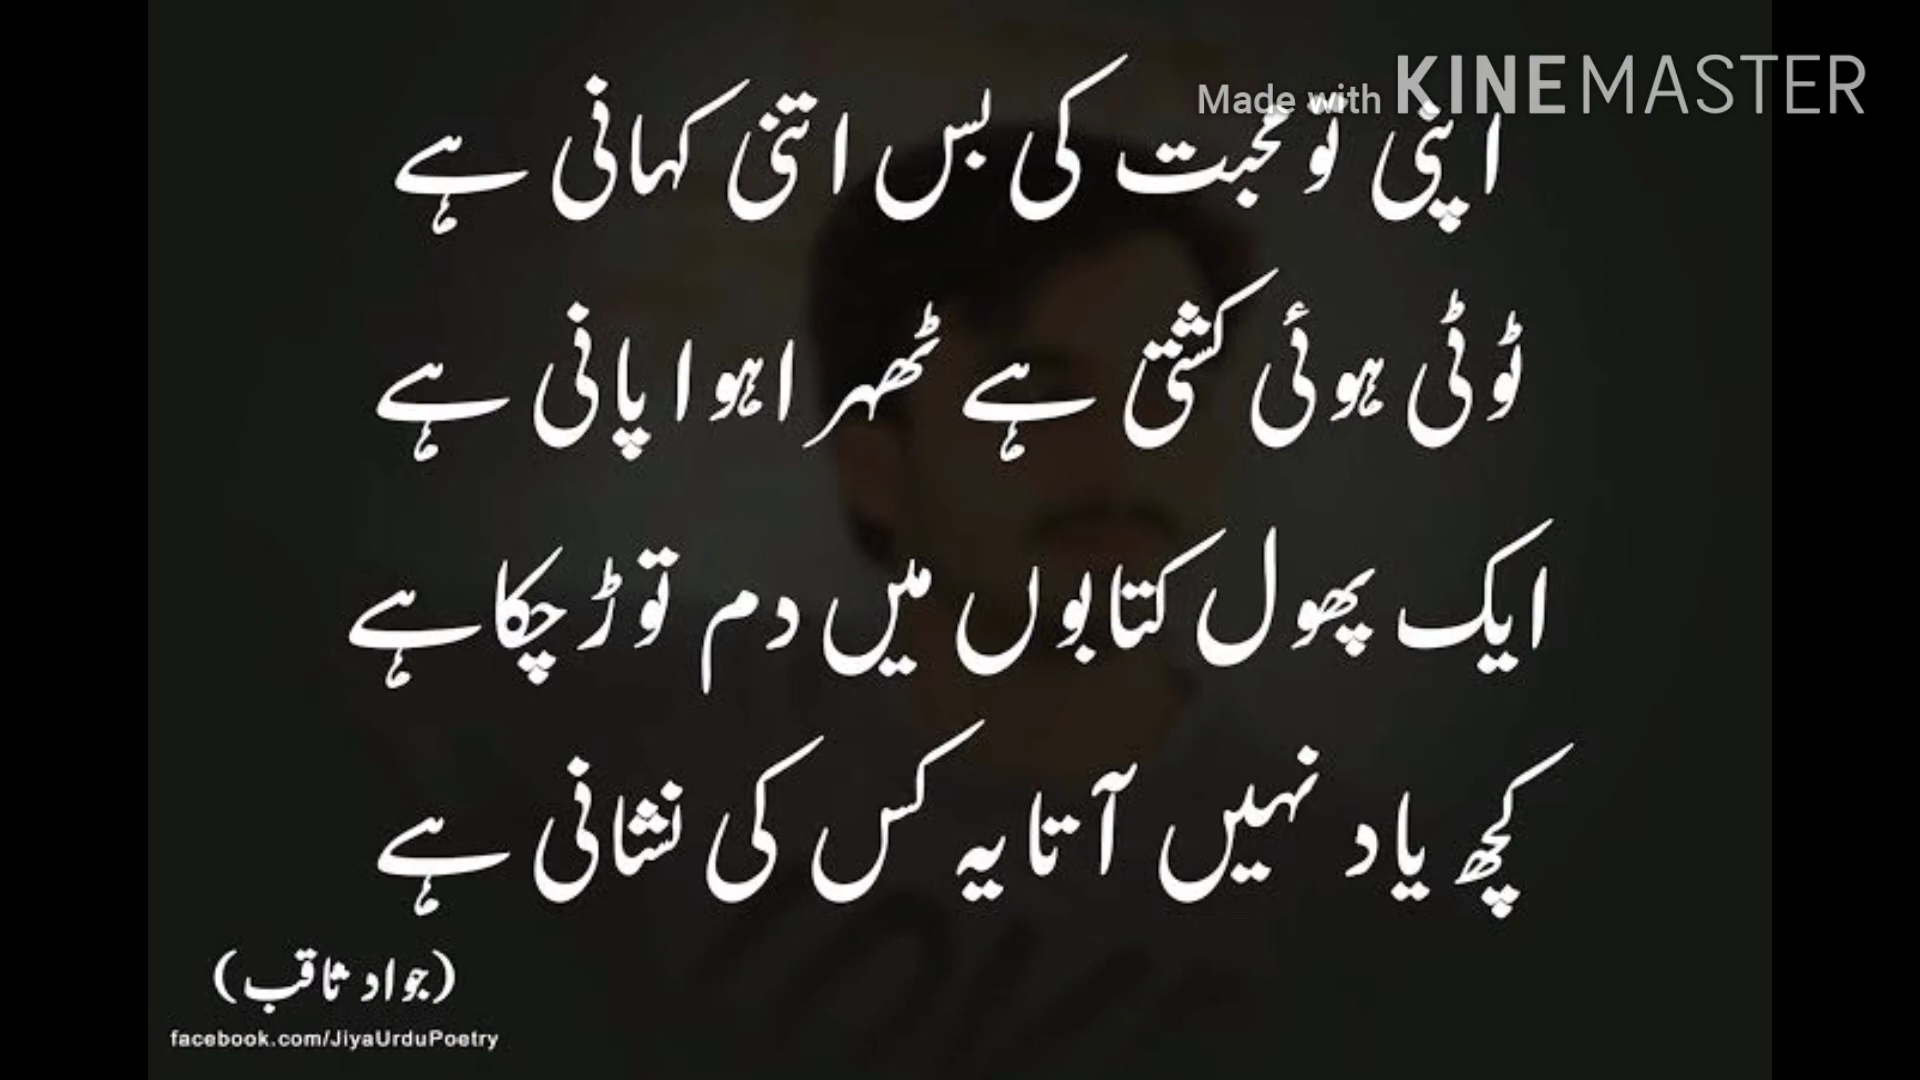 Made with KINEMASTER
اپنی تو محبت کی بس اتنی کہانی ہے
ٹوٹی ہوئی کشتی ہے ٹھہرا ہوا پانی ہے
ایک پھول کتابوں میں دم توڑ چکا ہے
کچھ یاد نہیں آتا یہ کس کی نشانی ہے
(جواد ثاقب)
facebook.com/JiyaUrduPoetry